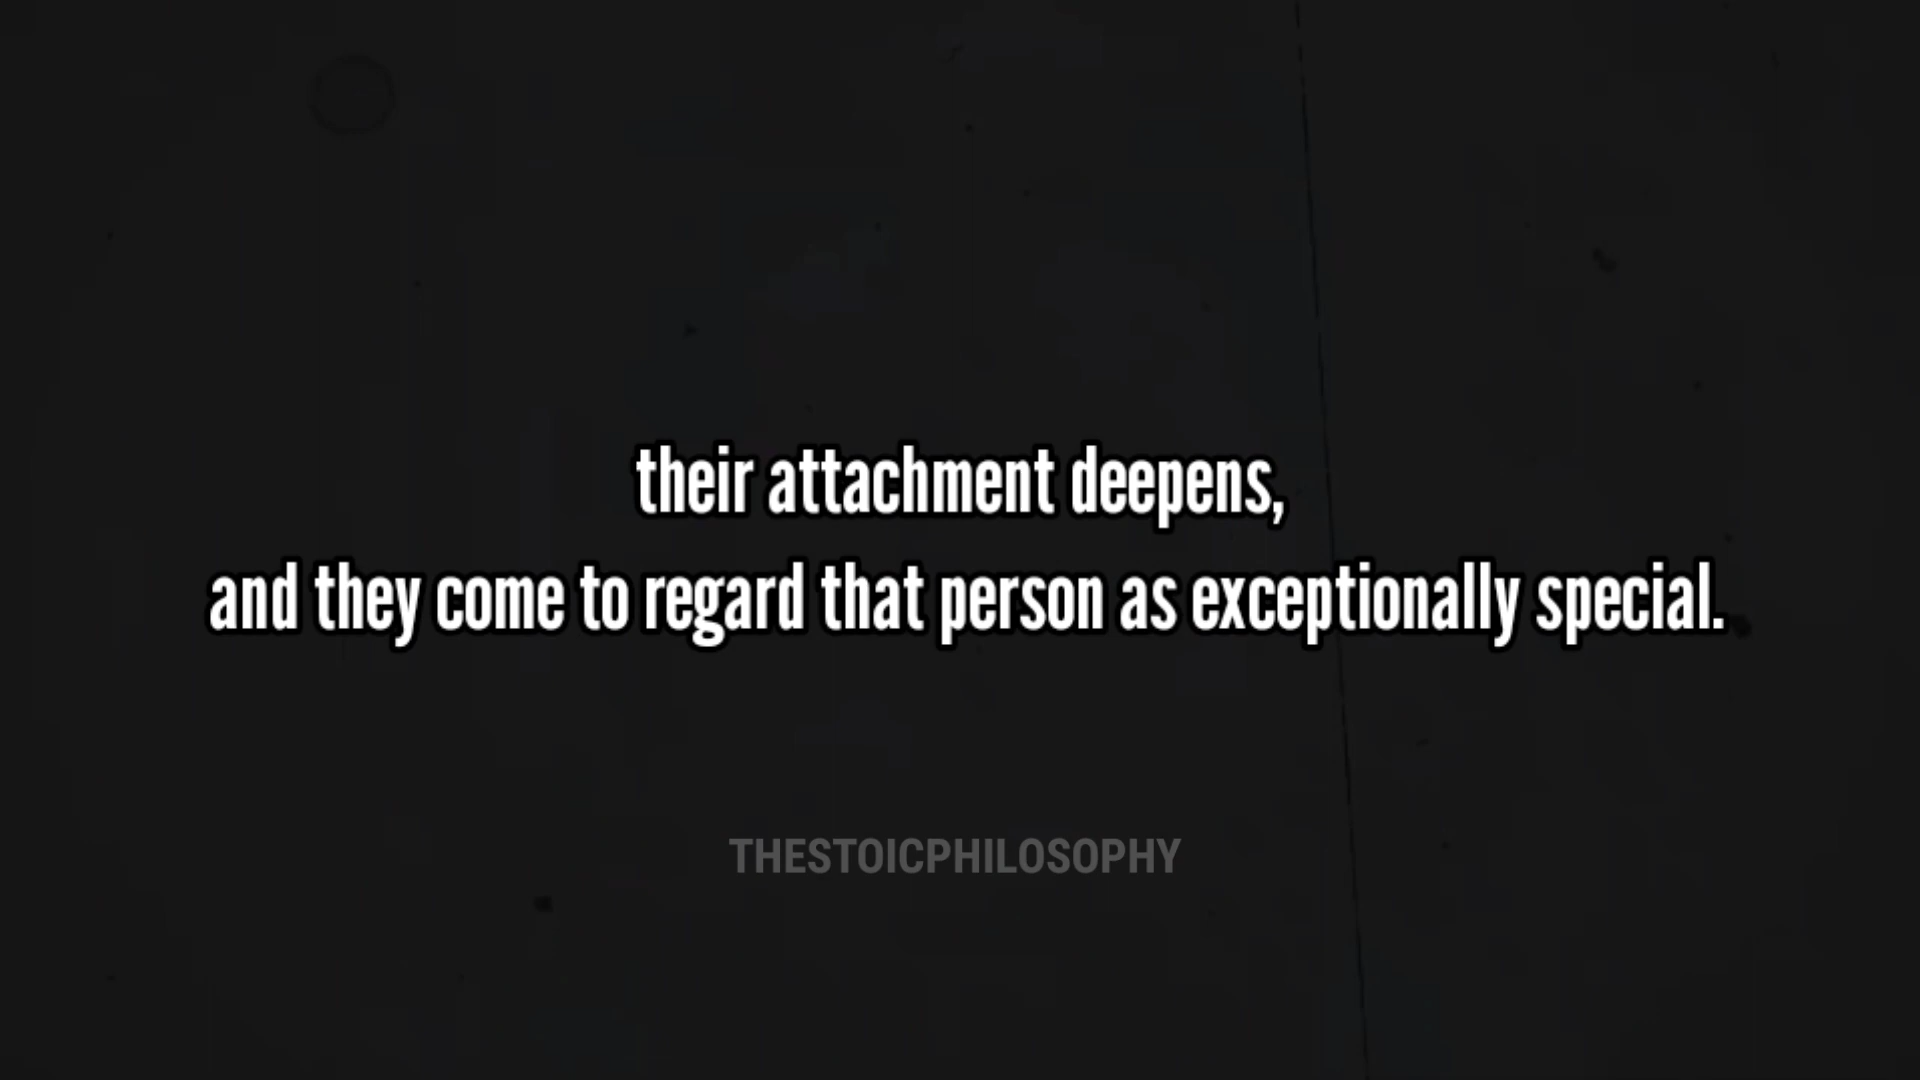 their attachment deepens,
and they come to regard that person as exceptionally special.
THESTOICPHILOSOPHY